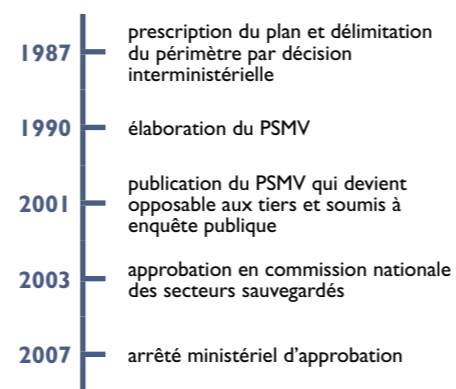 1987
prescription du plan et délimitation
du périmètre par décision
interministérielle
1990
élaboration du PSMV
2001
publication du PSMV qui devient
opposable aux tiers et soumis à
enquête publique
2003
approbation en commission nationale
des secteurs sauvegardés
2007
arrêté ministériel d’approbation